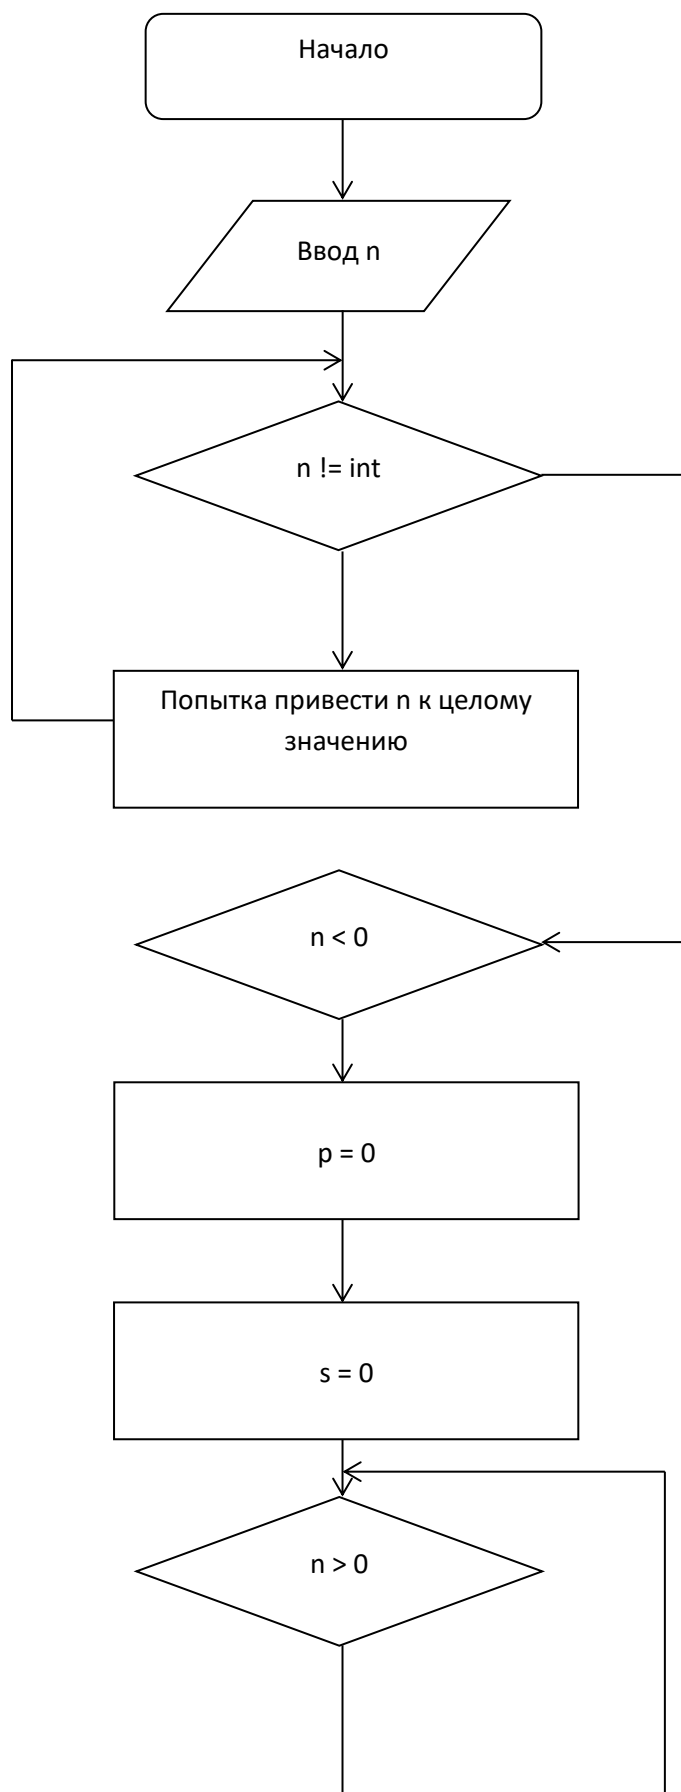 Начало
Ввод n
n != int
Попытка привести n к целому
значению
n < 0
p = 0
s = 0
n > 0